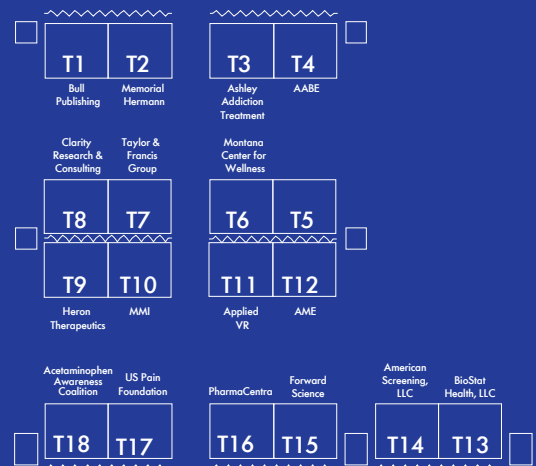 T1
T2
T3
T4
Bull
Publishing
Memorial
Hermann
Ashley
Addiction
Treatment
AABE
Clarity
Research &
Consulting
Taylor &
Francis
Group
Montana
Center for
Wellness
T8
T7
T6
T5
T9
T10
T11
T12
Heron
Therapeutics
MMI
Applied
VR
AME
Acetaminophen
Awareness
Coalition
US Pain
Foundation
PharmaCentra
Forward
Science
American
Screening,
LLC
BioStat
Health, LLC
T18
T17
T16
T15
T14
T13